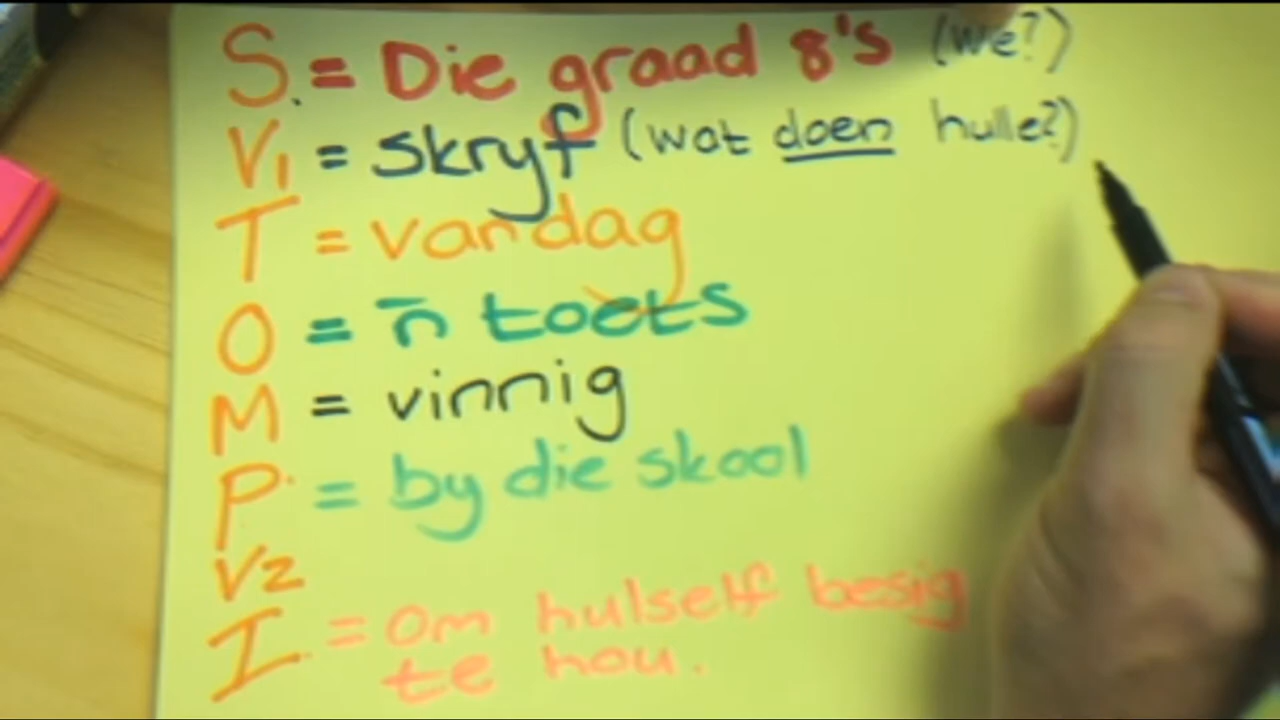 S. = Die graad 8's (we?)
V1 = skryf (wat doen hulle?)
T = vandag
O = 'n toets
M = vinnig
P. = by die skool
V2
I. = Om hulself besig
te hou.